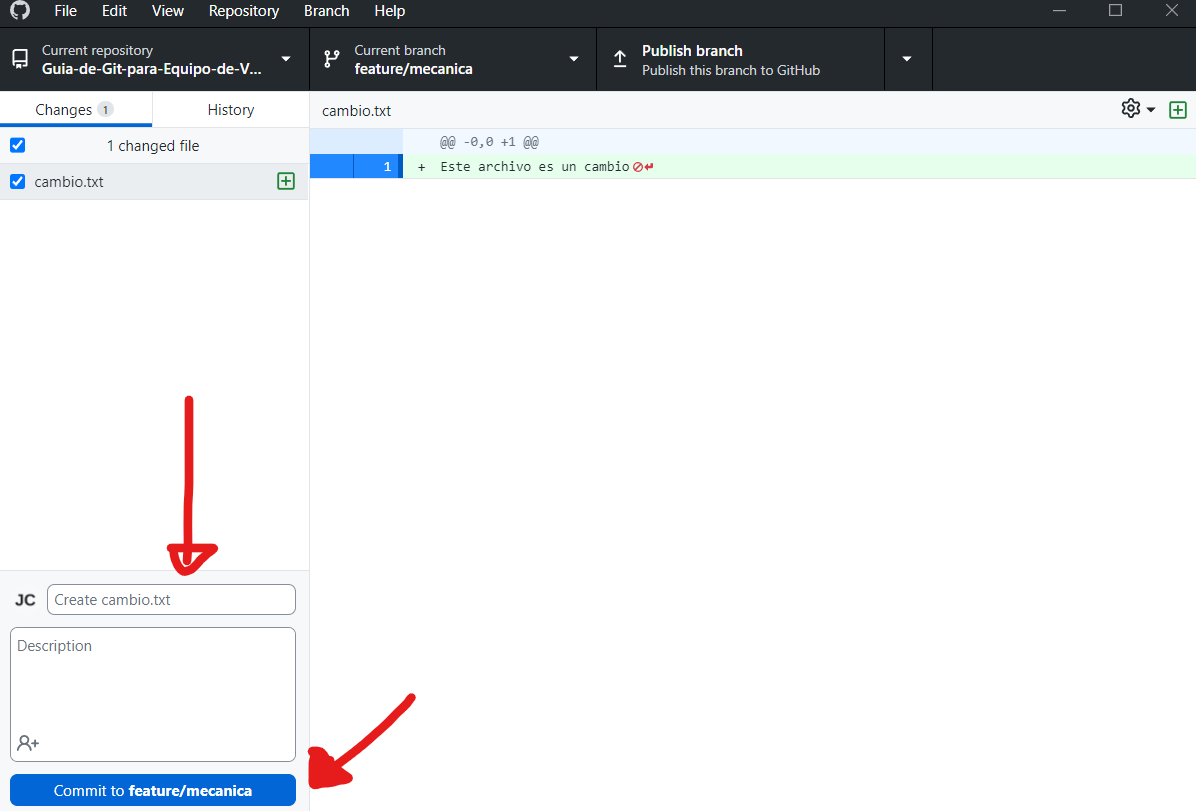 File Edit View Repository Branch Help
Current repository
Guia-de-Git-para-Equipo-de-V...
Current branch
feature/mecanica
Publish branch
Publish this branch to GitHub
Changes 1 History
cambio.txt
1 changed file
cambio.txt
@@ -0,0 +1 @@
1 + Este archivo es un cambio
JC Create cambio.txt
Description
Commit to feature/mecanica